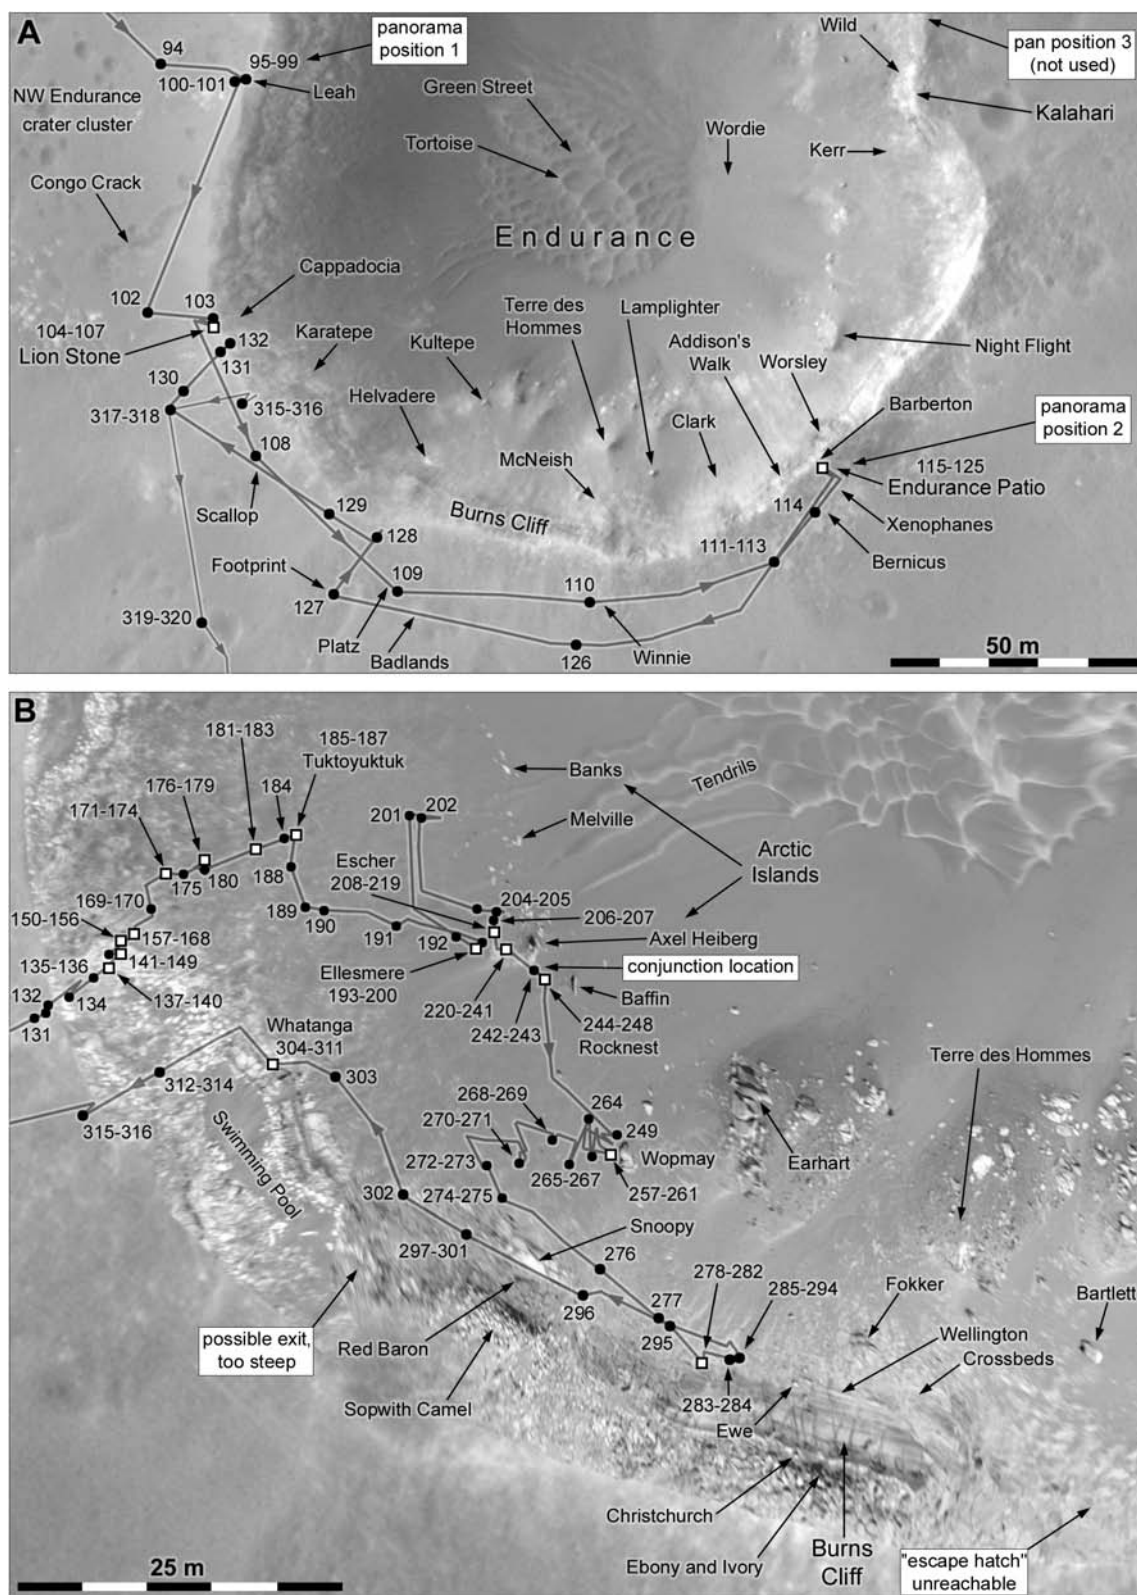 A
94
95-99
panorama
position 1
Wild
pan position 3
(not used)
100-101
Leah
NW Endurance
crater cluster
Green Street
Kalahari
Wordie
Tortoise
Kerr
Congo Crack
Endurance
Cappadocia
102
103
104-107
Lion Stone
Karatepe
132
131
Kultepe
Terre des
Hommes
Lamplighter
Addison's
Walk
Worsley
Night Flight
130
Helvadere
Barberton
panorama
position 2
317-318
315-316
Clark
108
McNeish
115-125
Endurance Patio
Scallop
129
Burns Cliff
114
Xenophanes
128
111-113
Bernicus
Footprint
109
110
127
319-320
Platz
Badlands
126
Winnie
50 m
B
181-183
185-187
Tuktoyuktuk
Banks
Tendrils
176-179
184
171-174
201
202
Melville
Escher
208-219
Arctic
Islands
175
180
188
169-170
204-205
150-156
189
190
206-207
157-168
191
192
Axel Heiberg
135-136
141-149
Ellesmere
193-200
conjunction location
132
134
137-140
220-241
Baffin
131
242-243
244-248
Rocknest
Whatanga
304-311
Terre des Hommes
303
312-314
268-269
264
270-271
249
315-316
Wopmay
Earhart
Swimming Pool
272-273
265-267
257-261
302
274-275
Snoopy
297-301
276
278-282
285-294
Fokker
Bartlett
277
296
Wellington
possible exit,
too steep
Red Baron
295
Crossbeds
Sopwith Camel
283-284
Ewe
Christchurch
Ebony and Ivory
Burns
Cliff
"escape hatch"
unreachable
25 m